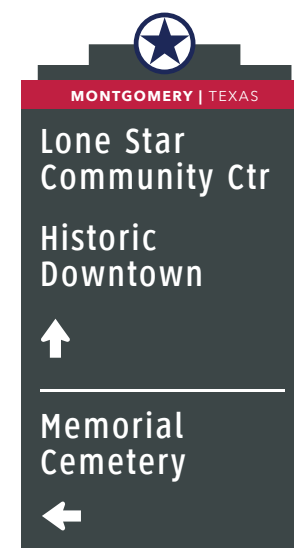 MONTGOMERY | TEXAS
Lone Star
Community Ctr
Historic
Downtown
Memorial
Cemetery